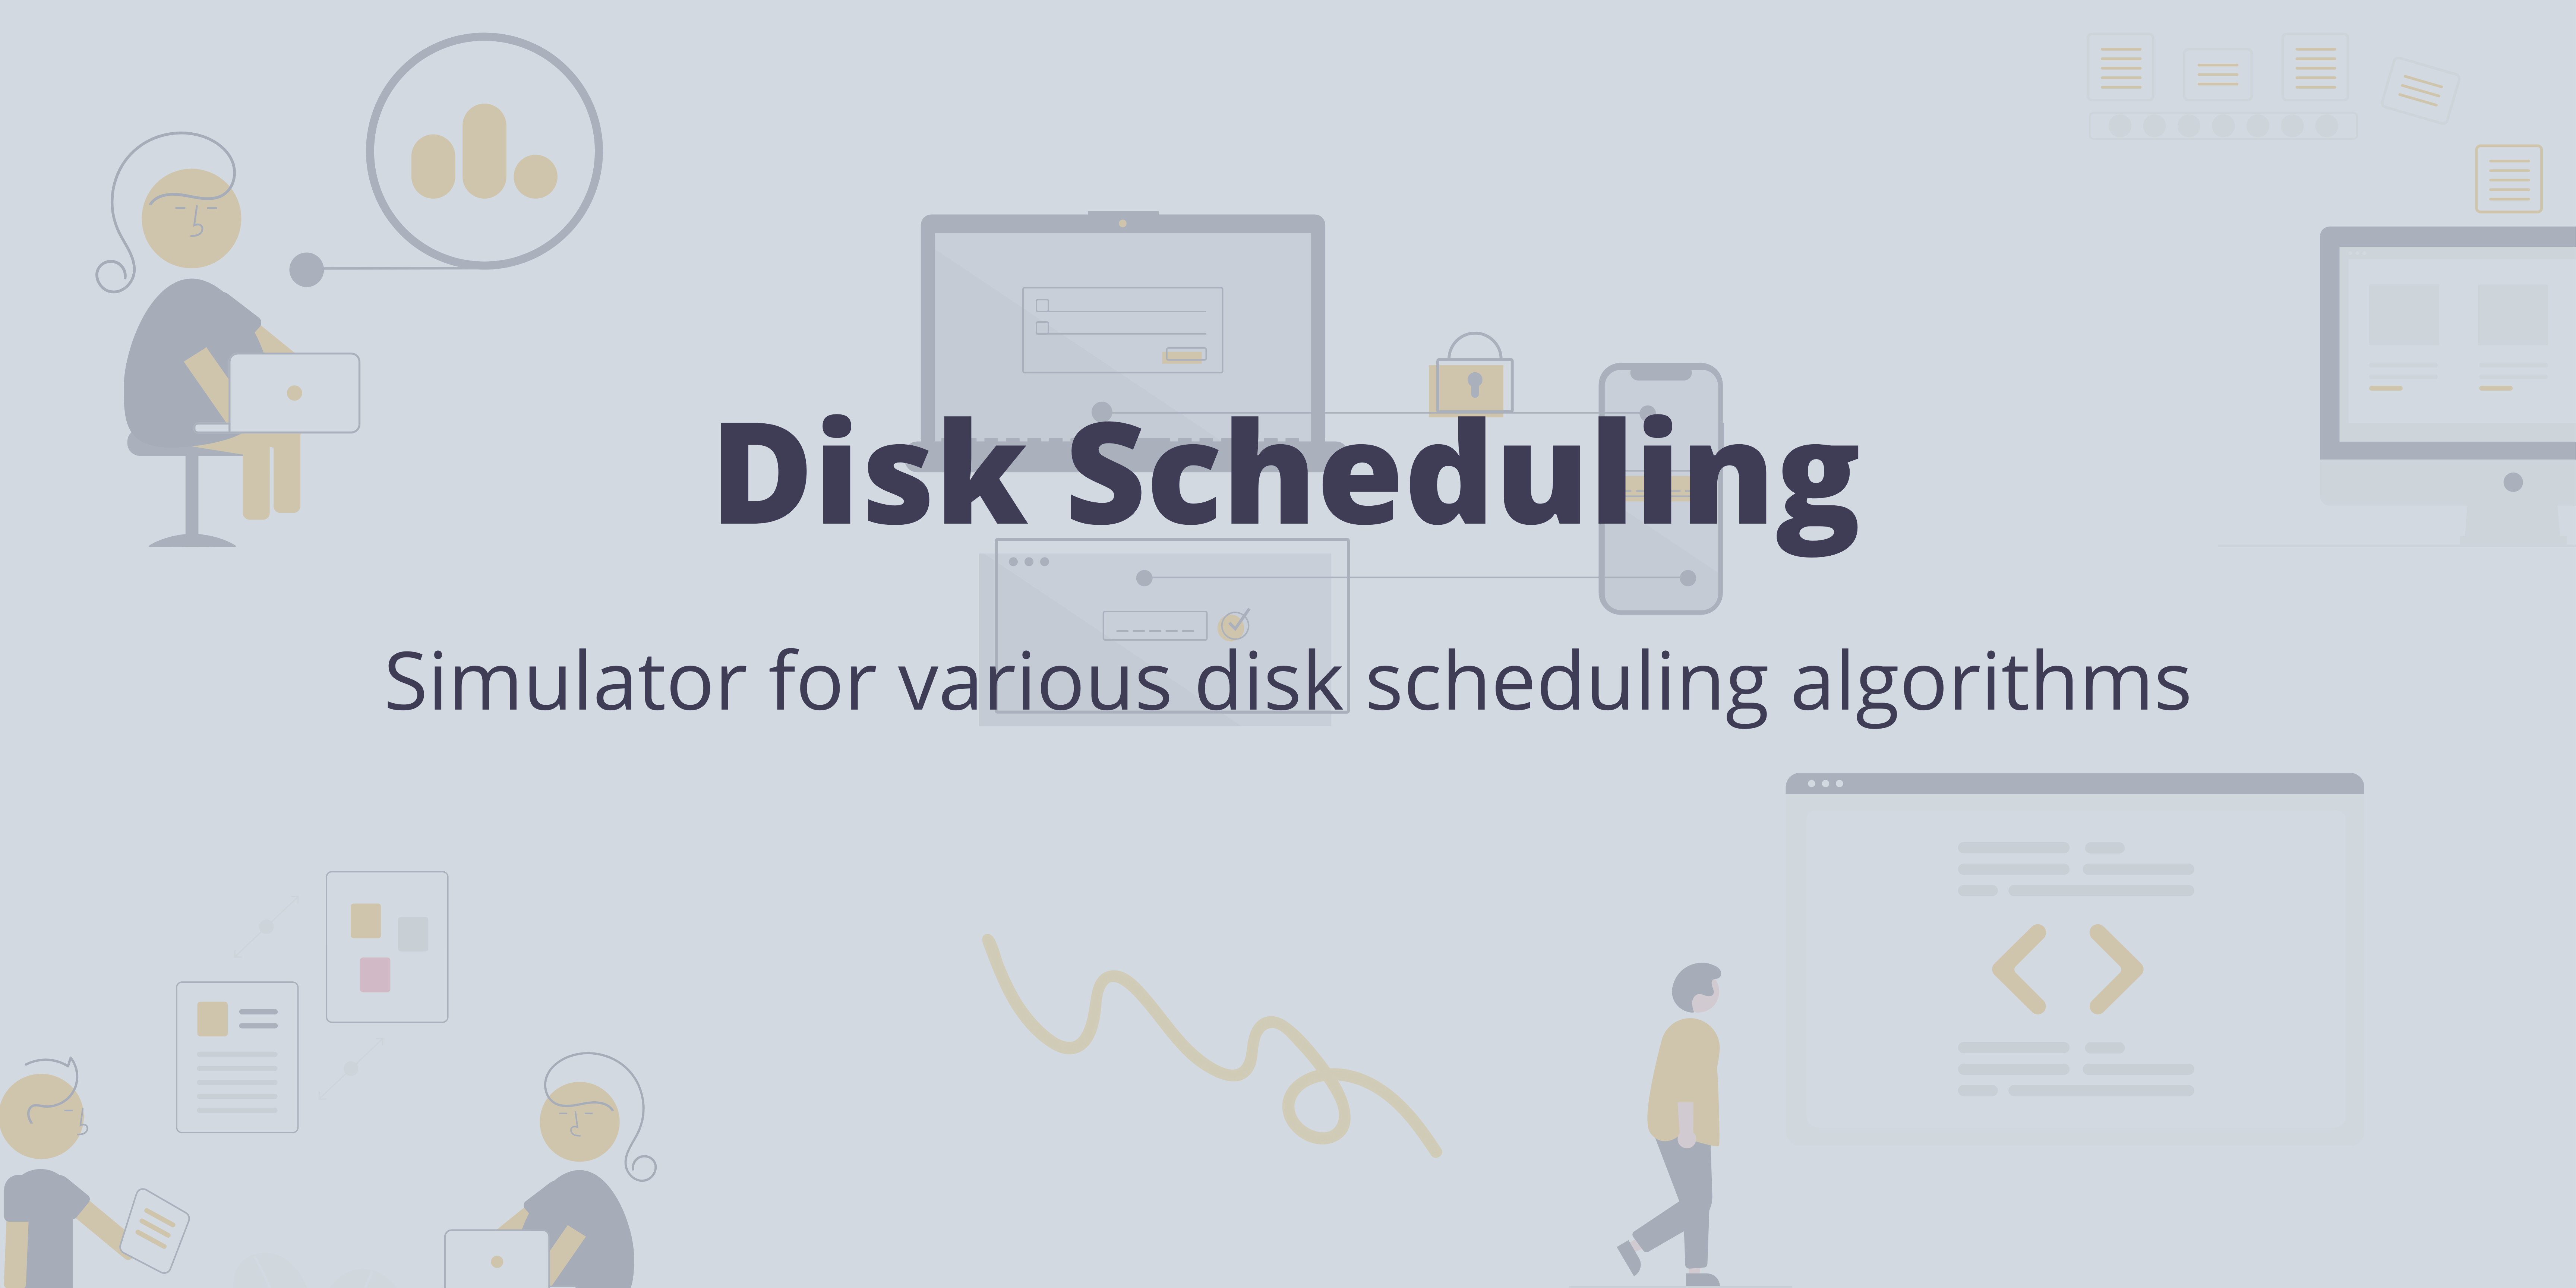 Disk Scheduling
Simulator for various disk scheduling algorithms